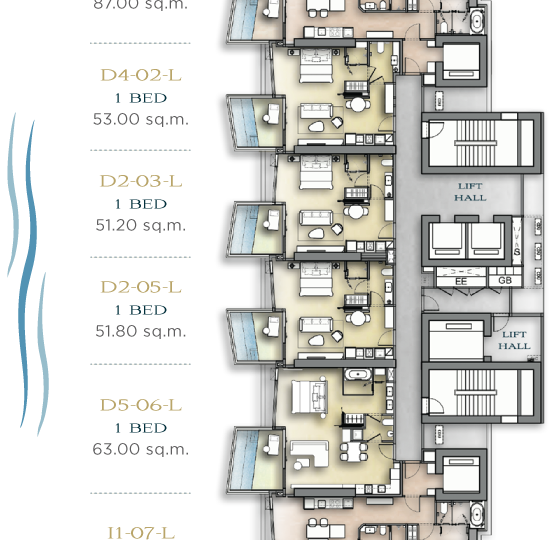 87.00 sq.m.
D4-02-L
1 BED
53.00 sq.m.
D2-03-L
1 BED
51.20 sq.m.
D2-05-L
1 BED
51.80 sq.m.
D5-06-L
1 BED
63.00 sq.m.
I1-07-L
LIFT
HALL
EE
GB
LIFT
HALL